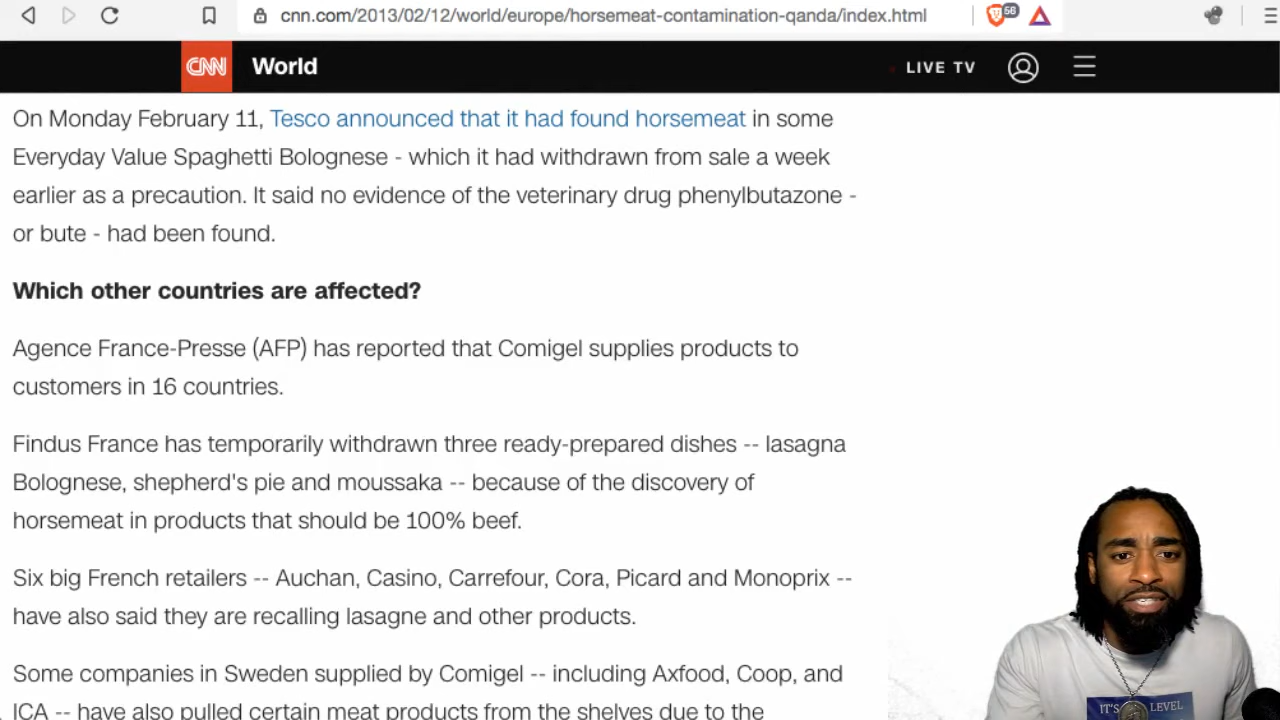 cnn.com/2013/02/12/world/europe/horsemeat-contamination-qanda/index.html
56
CNN World
LIVE TV
On Monday February 11, Tesco announced that it had found horsemeat in some
Everyday Value Spaghetti Bolognese - which it had withdrawn from sale a week
earlier as a precaution. It said no evidence of the veterinary drug phenylbutazone -
or bute - had been found.
Which other countries are affected?
Agence France-Presse (AFP) has reported that Comigel supplies products to
customers in 16 countries.
Findus France has temporarily withdrawn three ready-prepared dishes -- lasagna
Bolognese, shepherd's pie and moussaka -- because of the discovery of
horsemeat in products that should be 100% beef.
Six big French retailers -- Auchan, Casino, Carrefour, Cora, Picard and Monoprix --
have also said they are recalling lasagne and other products.
Some companies in Sweden supplied by Comigel -- including Axfood, Coop, and
ICA -- have also pulled certain meat products from the shelves due to the
IT'S LEVEL